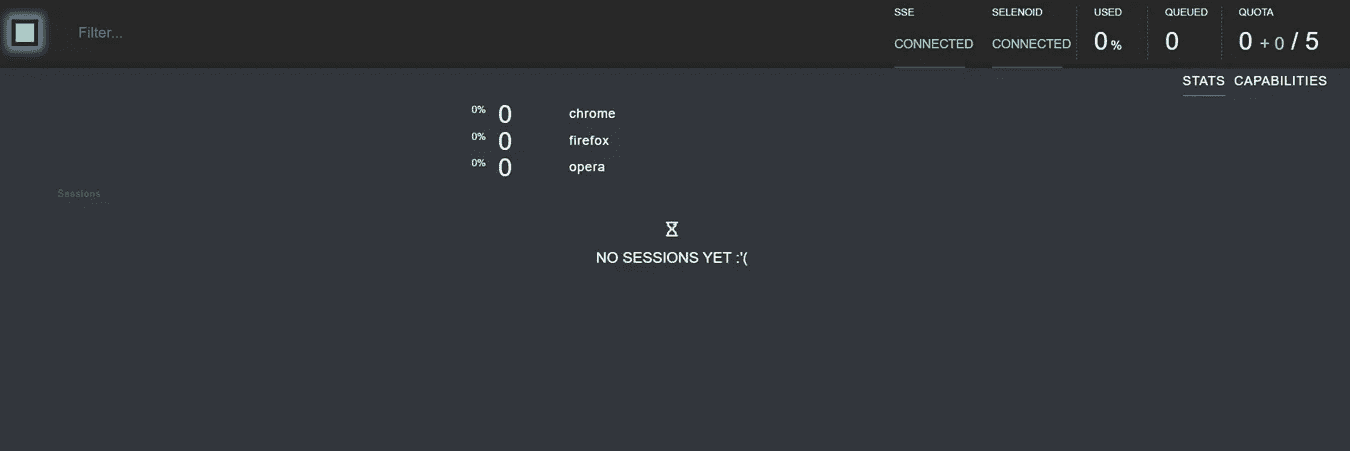 Filter...
SSE
CONNECTED
SELENOID
CONNECTED
USED
0 %
QUEUED
0
QUOTA
0 + 0 / 5
STATS CAPABILITIES
0% 0 chrome
0% 0 firefox
0% 0 opera
Sessions
NO SESSIONS YET :'(